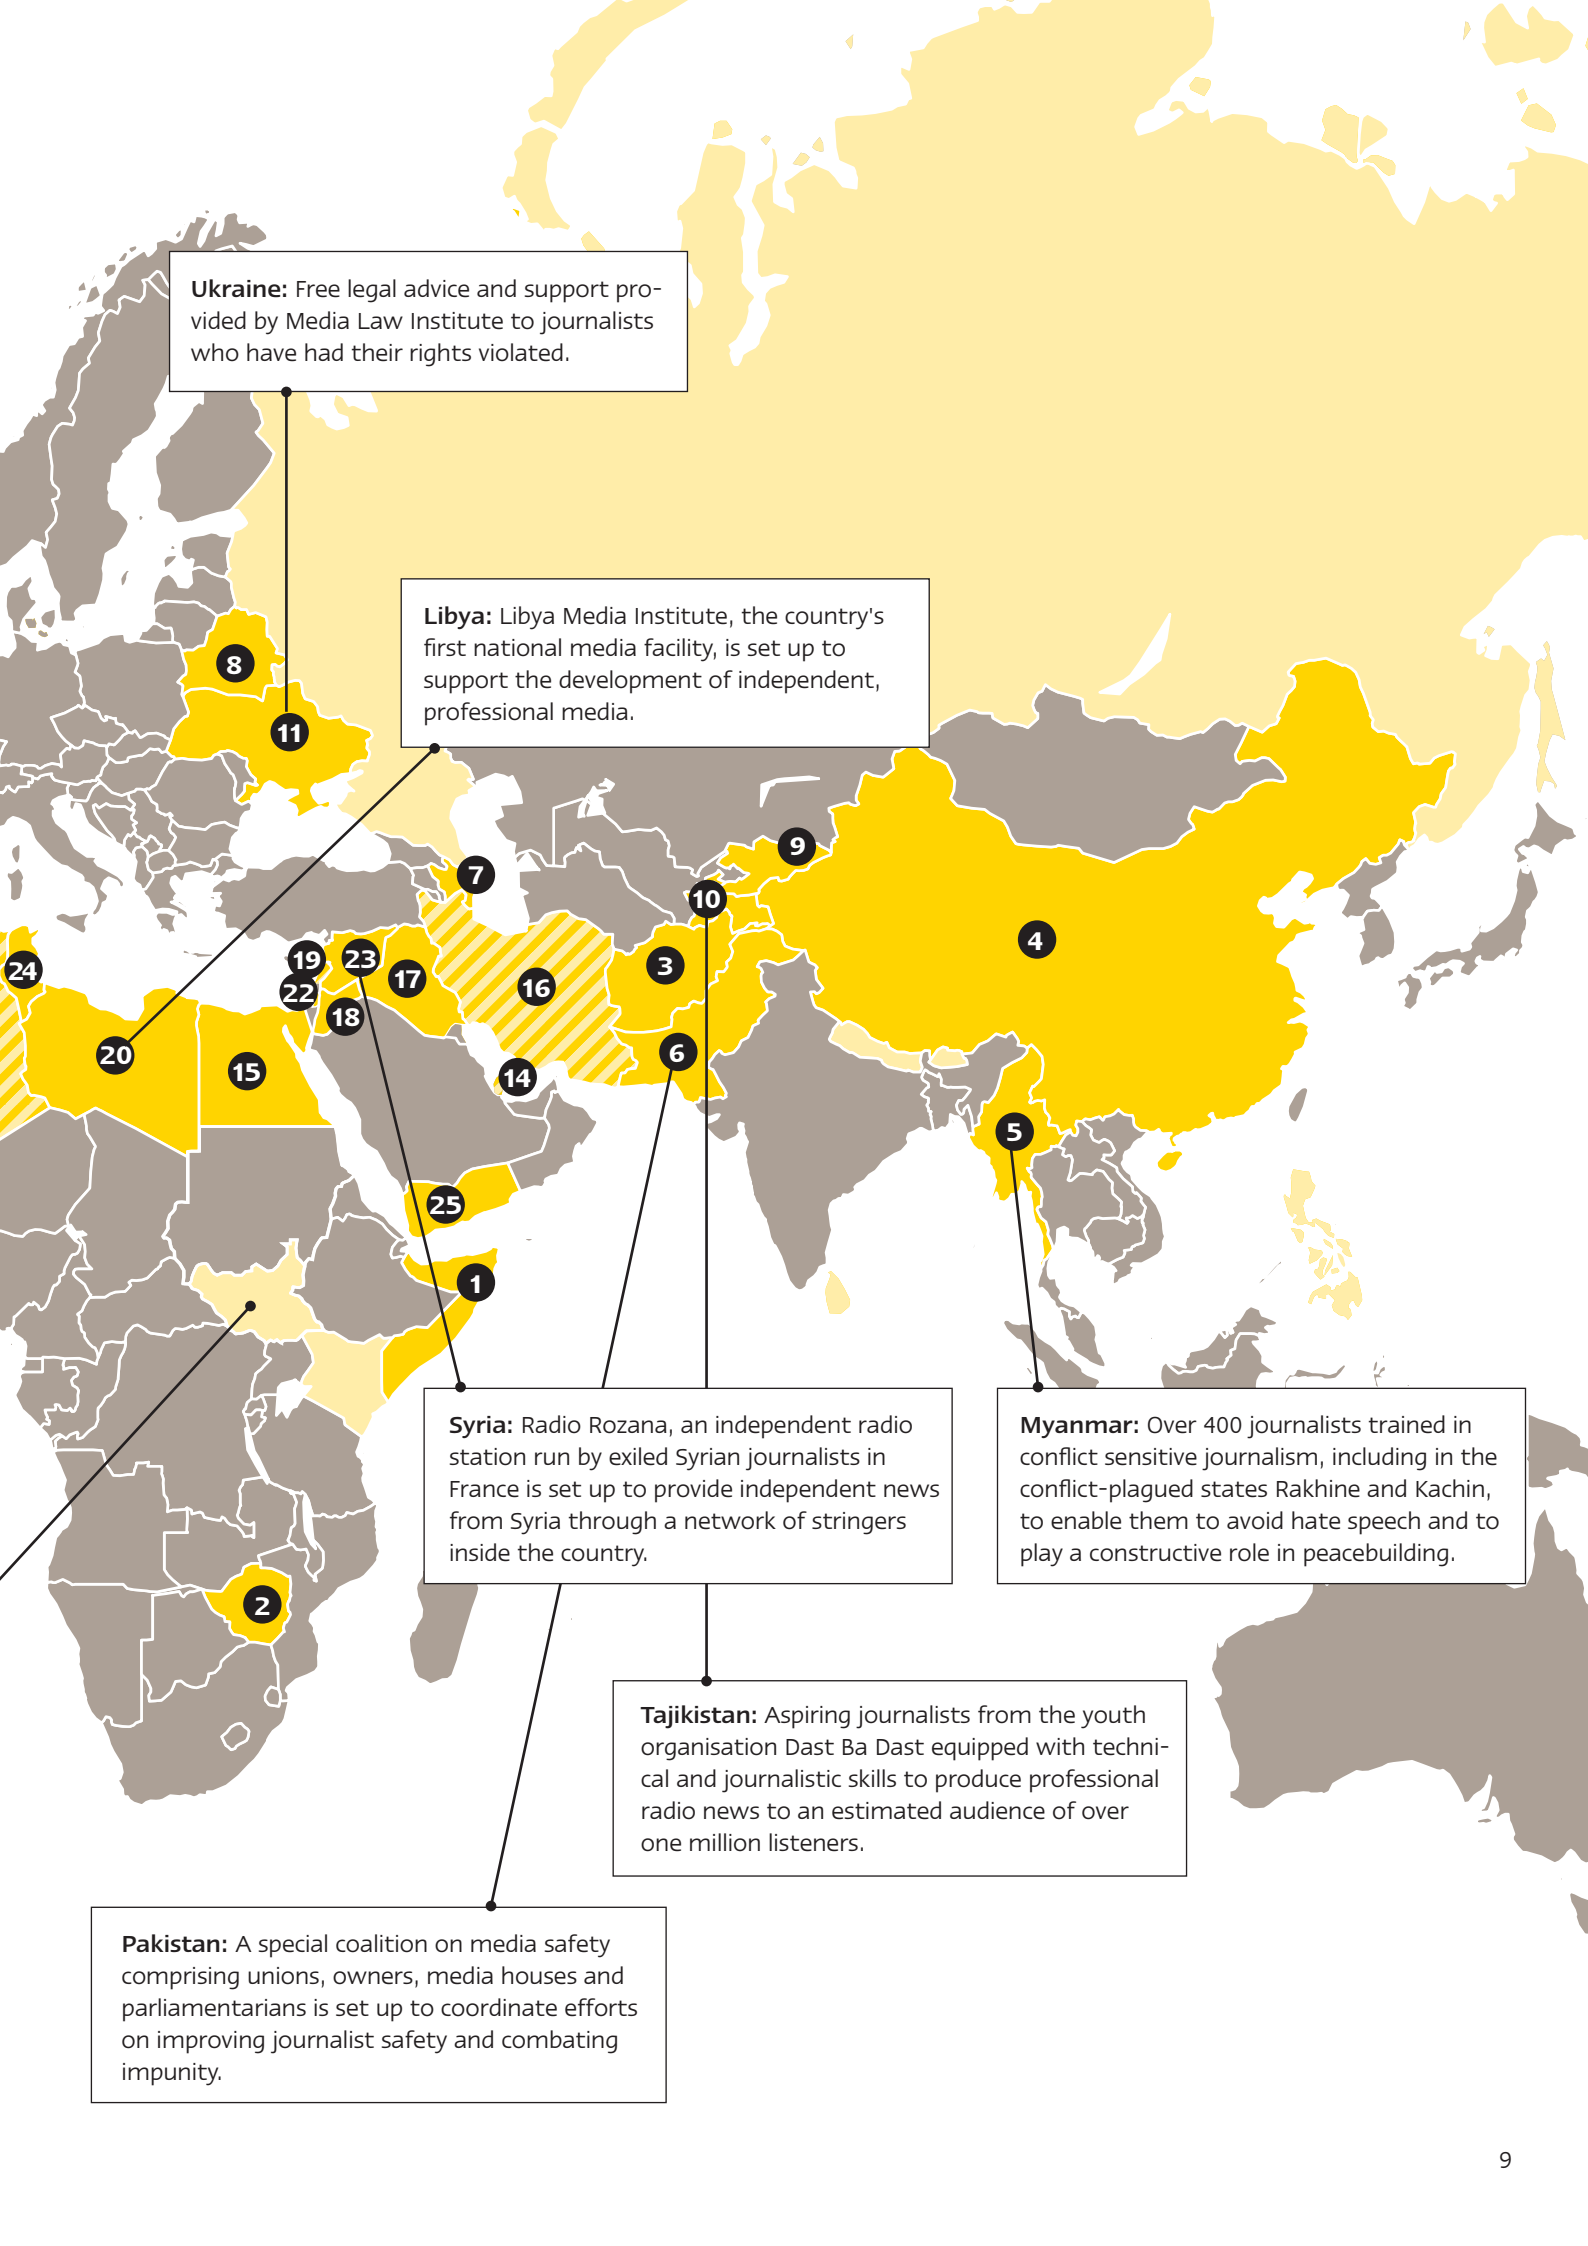 Ukraine: Free legal advice and support pro-
vided by Media Law Institute to journalists
who have had their rights violated.
Libya: Libya Media Institute, the country's
first national media facility, is set up to
support the development of independent,
professional media.
8
11
9
7
10
4
24
19
23
17
3
16
22
18
20
15
6
14
5
25
1
Syria: Radio Rozana, an independent radio
station run by exiled Syrian journalists in
France is set up to provide independent news
from Syria through a network of stringers
inside the country.
Myanmar: Over 400 journalists trained in
conflict sensitive journalism, including in the
conflict-plagued states Rakhine and Kachin,
to enable them to avoid hate speech and to
play a constructive role in peacebuilding.
2
Tajikistan: Aspiring journalists from the youth
organisation Dast Ba Dast equipped with techni-
cal and journalistic skills to produce professional
radio news to an estimated audience of over
one million listeners.
Pakistan: A special coalition on media safety
comprising unions, owners, media houses and
parliamentarians is set up to coordinate efforts
on improving journalist safety and combating
impunity.
9